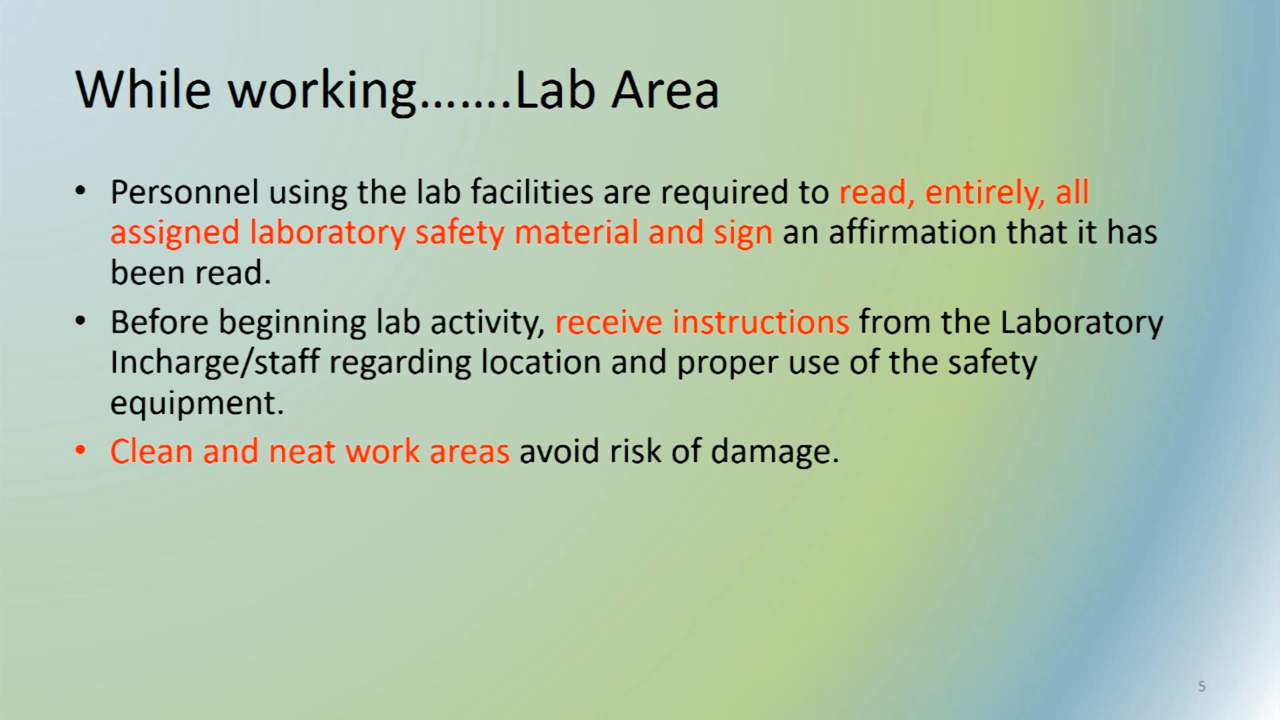 While working.......Lab Area
• Personnel using the lab facilities are required to read, entirely, all
assigned laboratory safety material and sign an affirmation that it has
been read.
• Before beginning lab activity, receive instructions from the Laboratory
Incharge/staff regarding location and proper use of the safety
equipment.
• Clean and neat work areas avoid risk of damage.
5